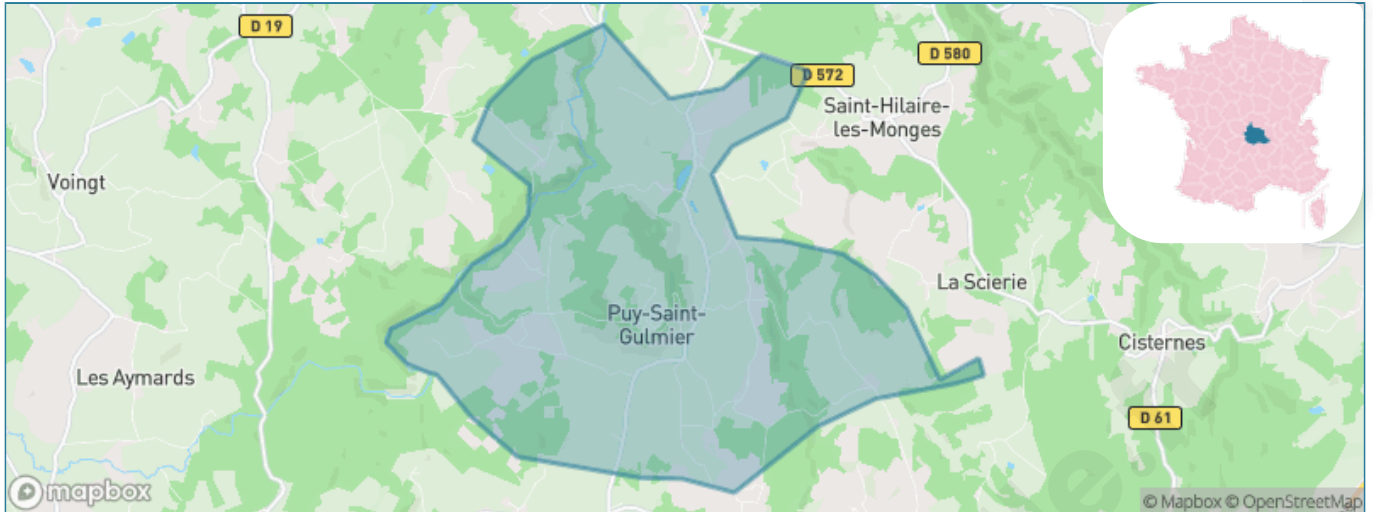 D 19
D 580
D 572
Saint-Hilaire-
les-Monges
Voingt
La Scierie
Puy-Saint-
Gulmier
Cisternes
Les Aymards
D 61
mapbox
© Mapbox © OpenStreetMap